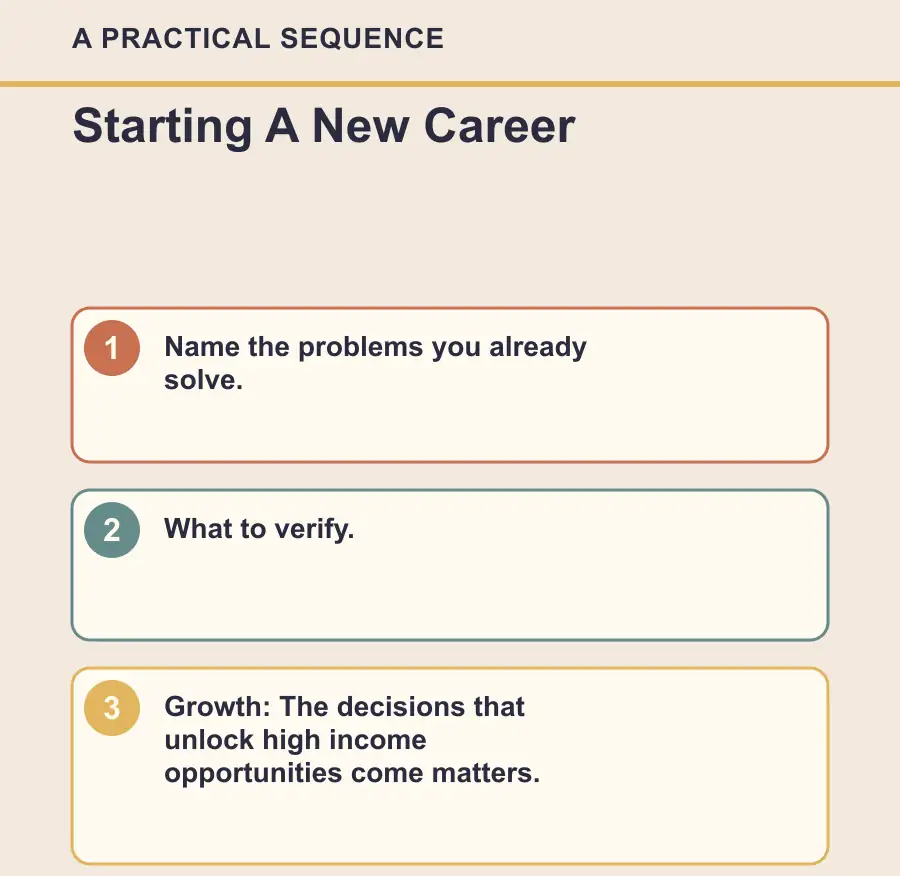 A PRACTICAL SEQUENCE
Starting A New Career
1
Name the problems you already
solve.
2
What to verify.
3
Growth: The decisions that
unlock high income
opportunities come matters.